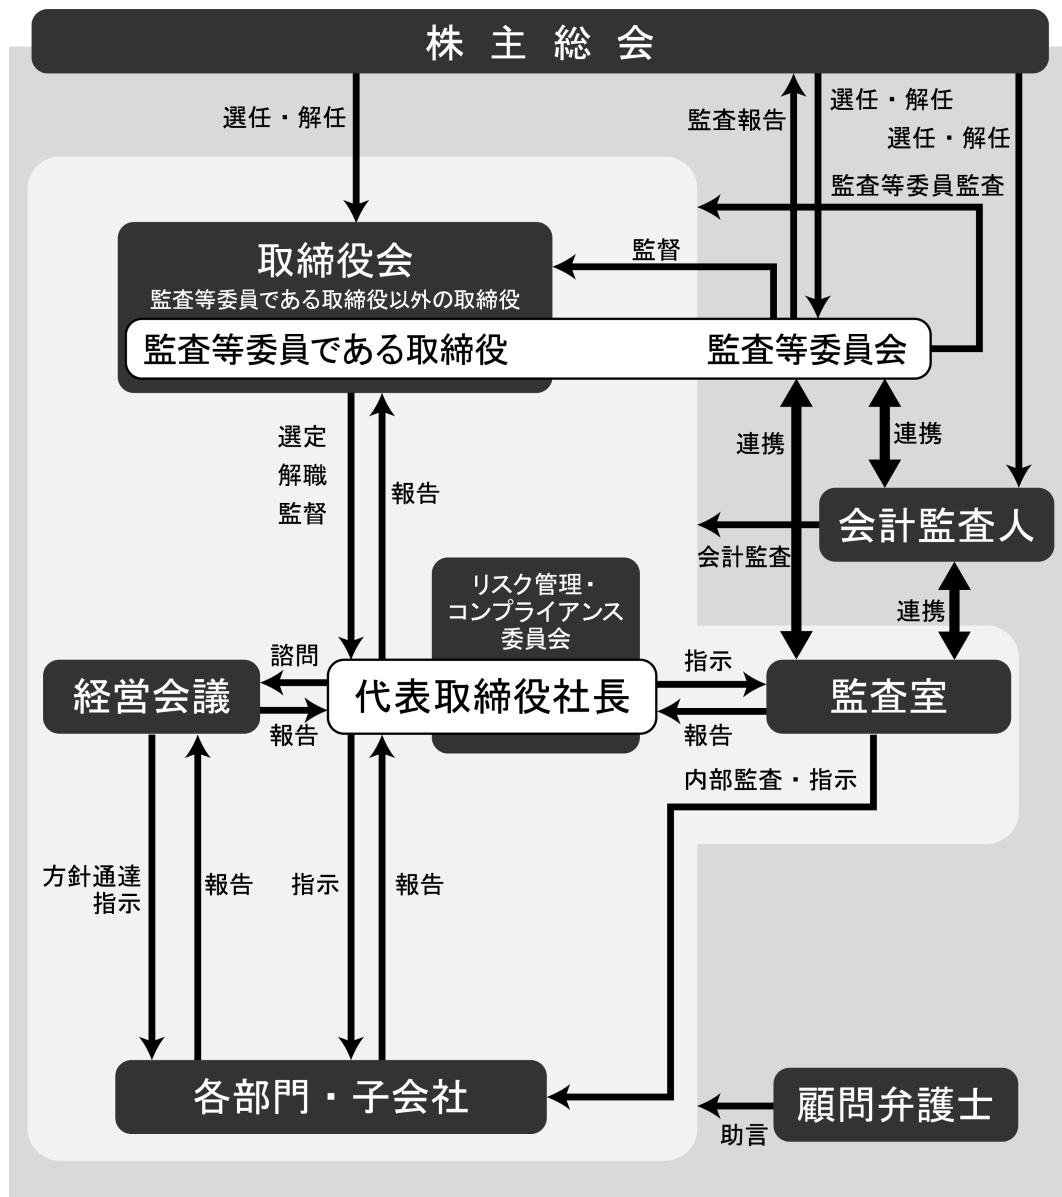 株主総会
選任・解任
監査報告
選任・解任
選任・解任
監査等委員監査
監督
取締役会
監査等委員である取締役以外の取締役
監査等委員である取締役
監査等委員会
選定
解職
監督
報告
連携
連携
会計監査人
会計監査
連携
リスク管理・
コンプライアンス
委員会
諮問
指示
経営会議
代表取締役社長
監査室
報告
報告
内部監査・指示
方針通達
指示
報告
指示
報告
各部門・子会社
顧問弁護士
助言